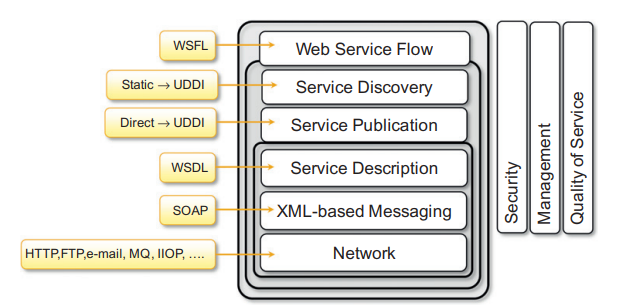 WSFL
Web Service Flow
Static → UDDI
Service Discovery
Direct → UDDI
Service Publication
WSDL
Service Description
SOAP
XML-based Messaging
HTTP,FTP,e-mail, MQ, IIOP, ....
Network
Security
Management
Quality of Service